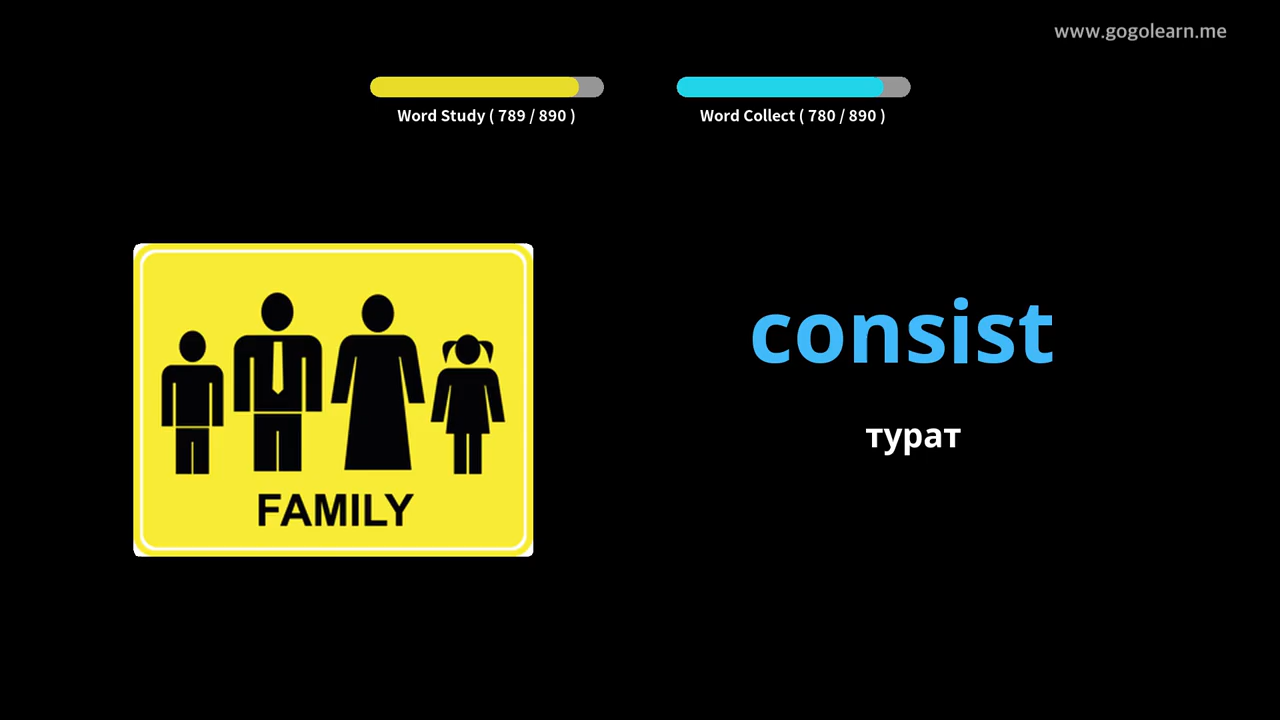 www.gogolearn.me
Word Study ( 789 / 890 )
Word Collect ( 780 / 890 )
FAMILY
consist
турат